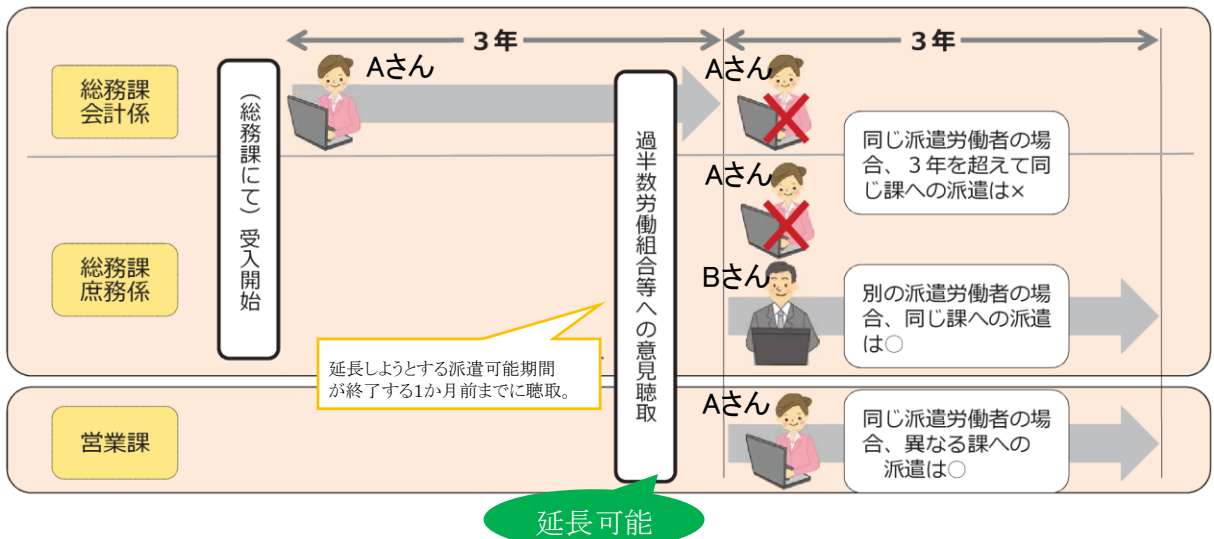 3年
3年
総務課
会計係
(総務課にて)受入開始
Aさん
過半数労働組合等への意見聴取
Aさん
同じ派遣労働者の場
合、3年を超えて同
じ課への派遣は×
Aさん
総務課
庶務係
Bさん
別の派遣労働者の場
合、同じ課への派遣
は○
延長しようとする派遣可能期間
が終了する1か月前までに聴取。
営業課
Aさん
同じ派遣労働者の場
合、異なる課への
派遣は○
延長可能